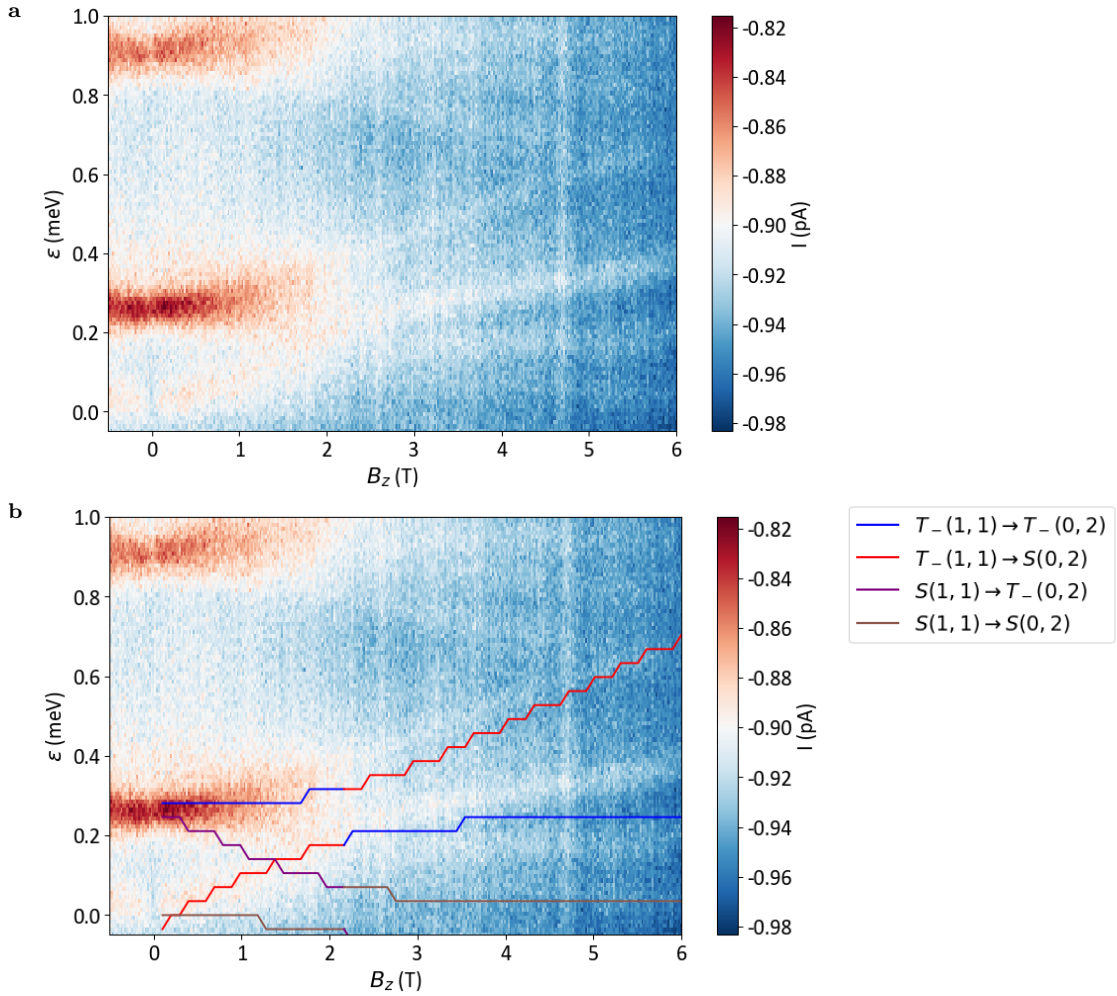 a
1.0
0.8
0.6
0.4
0.2
0.0
ε (meV)
0 1 2 3 4 5 6
B_z (T)
-0.82
-0.84
-0.86
-0.88
-0.90
-0.92
-0.94
-0.96
-0.98
I (pA)
b
1.0
0.8
0.6
0.4
0.2
0.0
ε (meV)
0 1 2 3 4 5 6
B_z (T)
-0.82
-0.84
-0.86
-0.88
-0.90
-0.92
-0.94
-0.96
-0.98
I (pA)
T₋(1, 1) → T₋(0, 2)
T₋(1, 1) → S(0, 2)
S(1, 1) → T₋(0, 2)
S(1, 1) → S(0, 2)